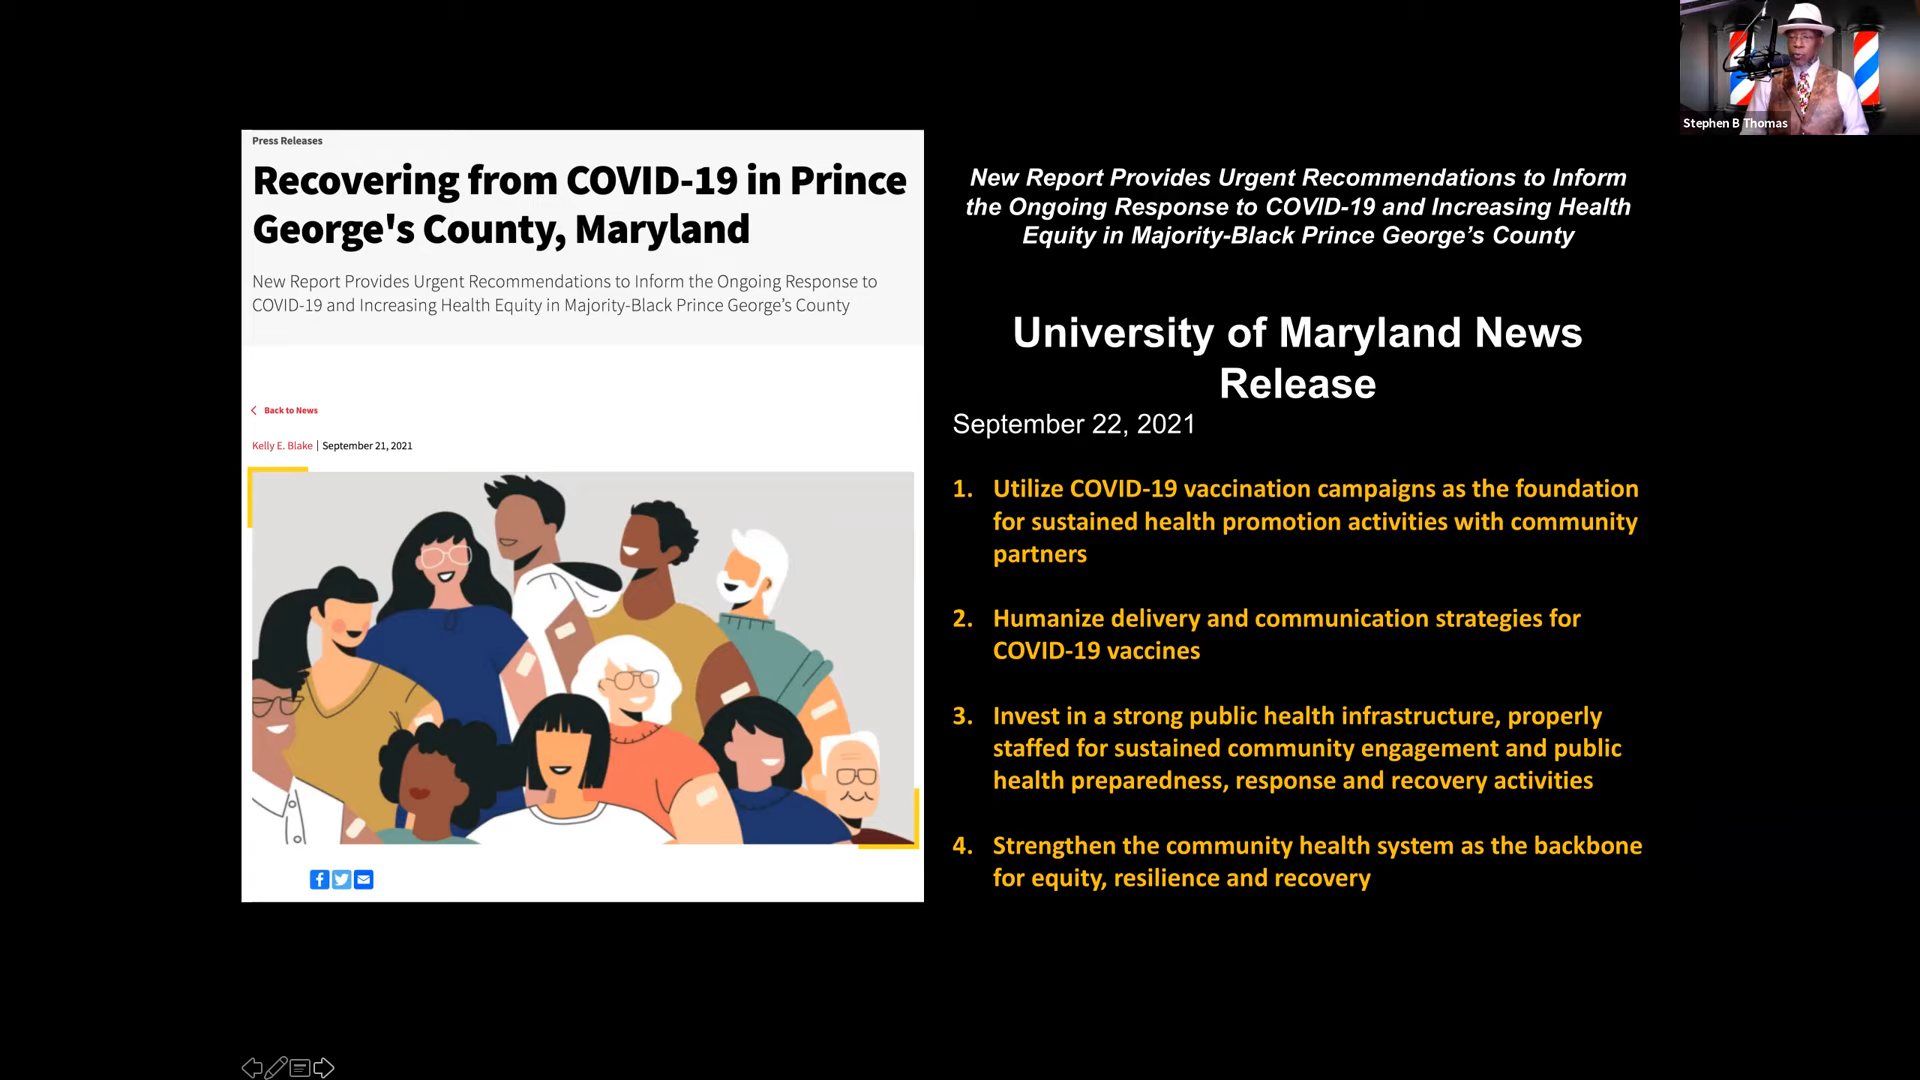 Stephen B Thomas
Press Releases
Recovering from COVID-19 in Prince
George's County, Maryland
New Report Provides Urgent Recommendations to Inform the Ongoing Response to
COVID-19 and Increasing Health Equity in Majority-Black Prince George’s County
Back to News
Kelly E. Blake | September 21, 2021
New Report Provides Urgent Recommendations to Inform
the Ongoing Response to COVID-19 and Increasing Health
Equity in Majority-Black Prince George’s County
University of Maryland News
Release
September 22, 2021
1. Utilize COVID-19 vaccination campaigns as the foundation
for sustained health promotion activities with community
partners
2. Humanize delivery and communication strategies for
COVID-19 vaccines
3. Invest in a strong public health infrastructure, properly
staffed for sustained community engagement and public
health preparedness, response and recovery activities
4. Strengthen the community health system as the backbone
for equity, resilience and recovery